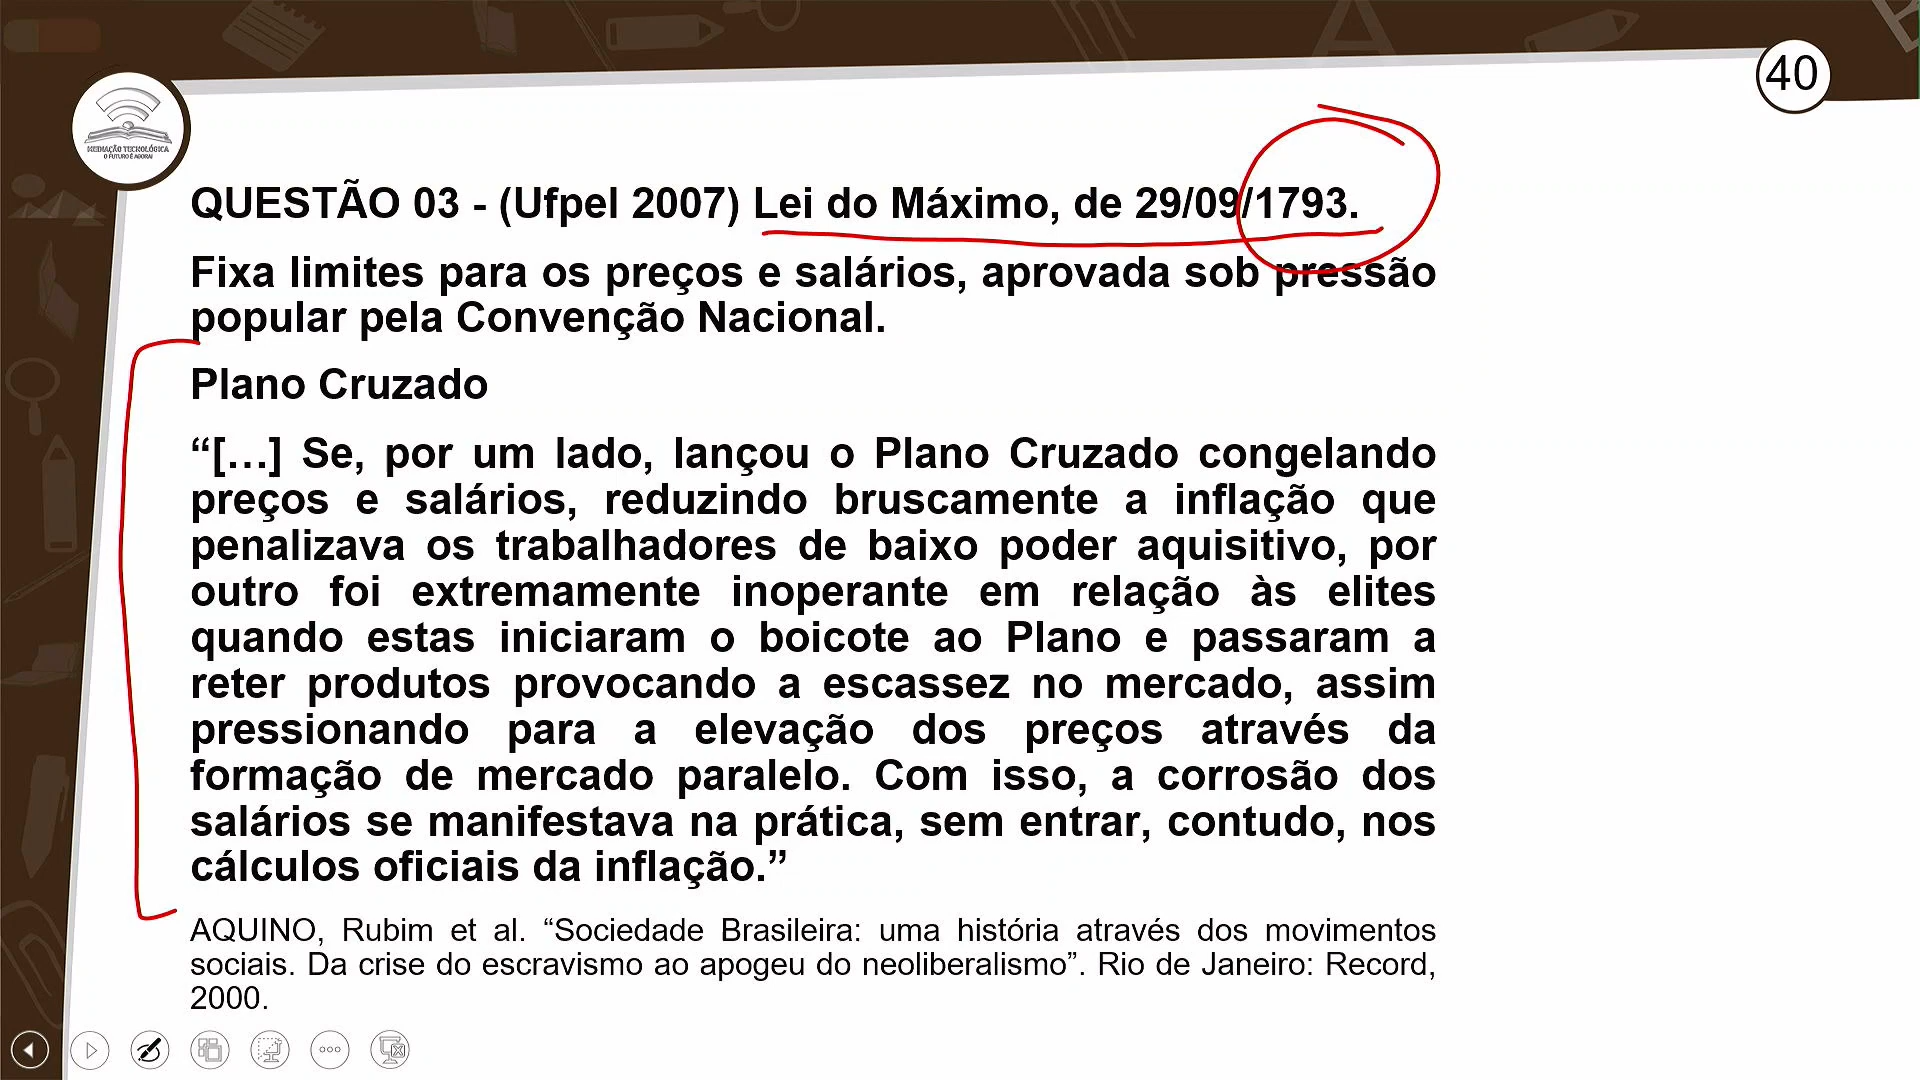 40
MEDIAÇÃO TECNOLÓGICA
O FUTURO É AGORA!
QUESTÃO 03 - (Ufpel 2007) Lei do Máximo, de 29/09/1793.
Fixa limites para os preços e salários, aprovada sob pressão
popular pela Convenção Nacional.
Plano Cruzado
“[…] Se, por um lado, lançou o Plano Cruzado congelando
preços e salários, reduzindo bruscamente a inflação que
penalizava os trabalhadores de baixo poder aquisitivo, por
outro foi extremamente inoperante em relação às elites
quando estas iniciaram o boicote ao Plano e passaram a
reter produtos provocando a escassez no mercado, assim
pressionando para a elevação dos preços através da
formação de mercado paralelo. Com isso, a corrosão dos
salários se manifestava na prática, sem entrar, contudo, nos
cálculos oficiais da inflação.”
AQUINO, Rubim et al. “Sociedade Brasileira: uma história através dos movimentos
sociais. Da crise do escravismo ao apogeu do neoliberalismo”. Rio de Janeiro: Record,
2000.